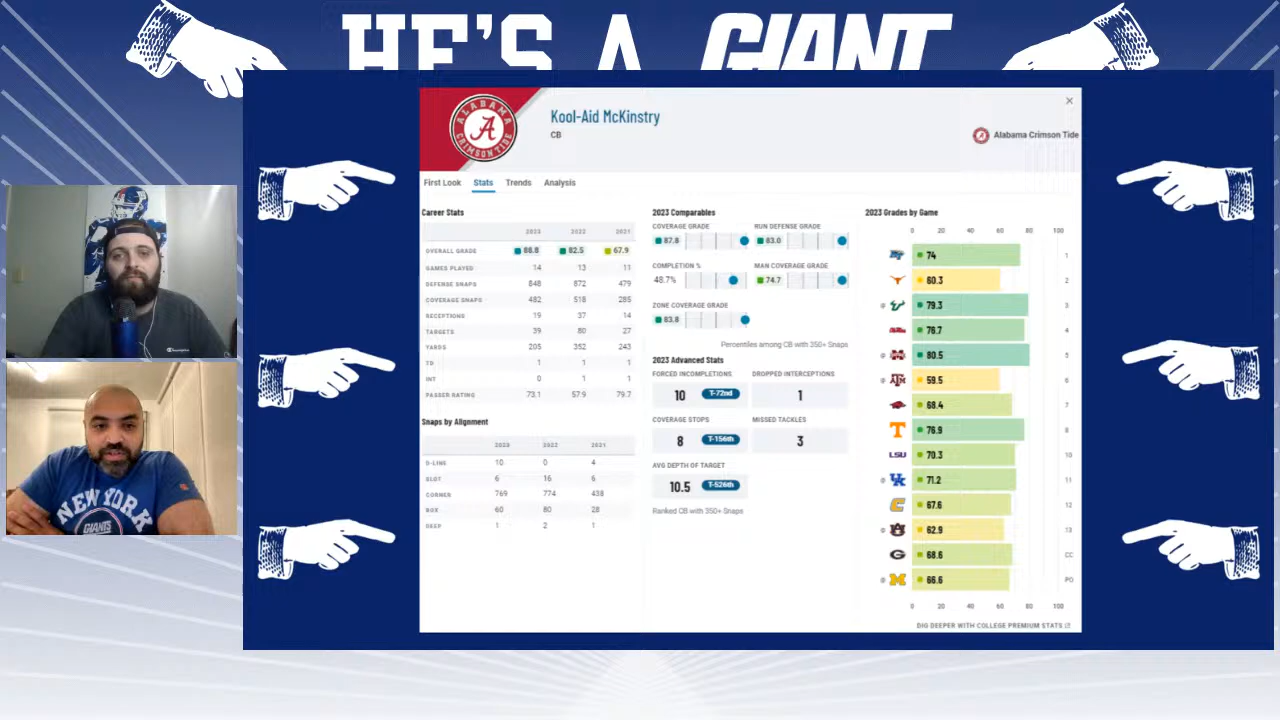 HE'S A GIANT
ALABAMA
A
CRIMSON TIDE
Kool-Aid McKinstry
CB
×
Alabama Crimson Tide
First Look Stats Trends Analysis
Career Stats
2023 2022 2021
OVERALL GRADE 88.8 82.5 67.9
GAMES PLAYED 14 13 11
DEFENSE SNAPS 848 872 479
COVERAGE SNAPS 482 518 285
RECEPTIONS 19 37 14
TARGETS 39 80 27
YARDS 205 352 243
TD 1 1 1
INT 0 1 1
PASSER RATING 73.1 57.9 79.7
Snaps by Alignment
2023 2022 2021
D-LINE 10 0 4
SLOT 6 16 6
CORNER 769 774 438
BOX 60 80 28
DEEP 1 2 1
2023 Comparables
COVERAGE GRADE RUN DEFENSE GRADE
87.8 83.0
COMPLETION % MAN COVERAGE GRADE
48.7% 74.7
ZONE COVERAGE GRADE
83.8
Percentiles among CB with 350+ Snaps
2023 Advanced Stats
FORCED INCOMPLETIONS DROPPED INTERCEPTIONS
10 T-72nd 1
COVERAGE STOPS MISSED TACKLES
8 T-156th 3
AVG DEPTH OF TARGET
10.5 T-526th
Ranked CB with 350+ Snaps
2023 Grades by Game
0 20 40 60 80 100
74 1
60.3 2
@ 79.3 3
76.7 4
@ 80.5 5
@ ATM 59.5 6
68.4 7
T 76.9 8
LSU 70.3 10
@ UK 71.2 11
C 67.6 12
@ AU 62.9 13
G 68.6 CC
@ M 66.6 PO
0 20 40 60 80 100
DIG DEEPER WITH COLLEGE PREMIUM STATS
NEW YORK
GIANTS